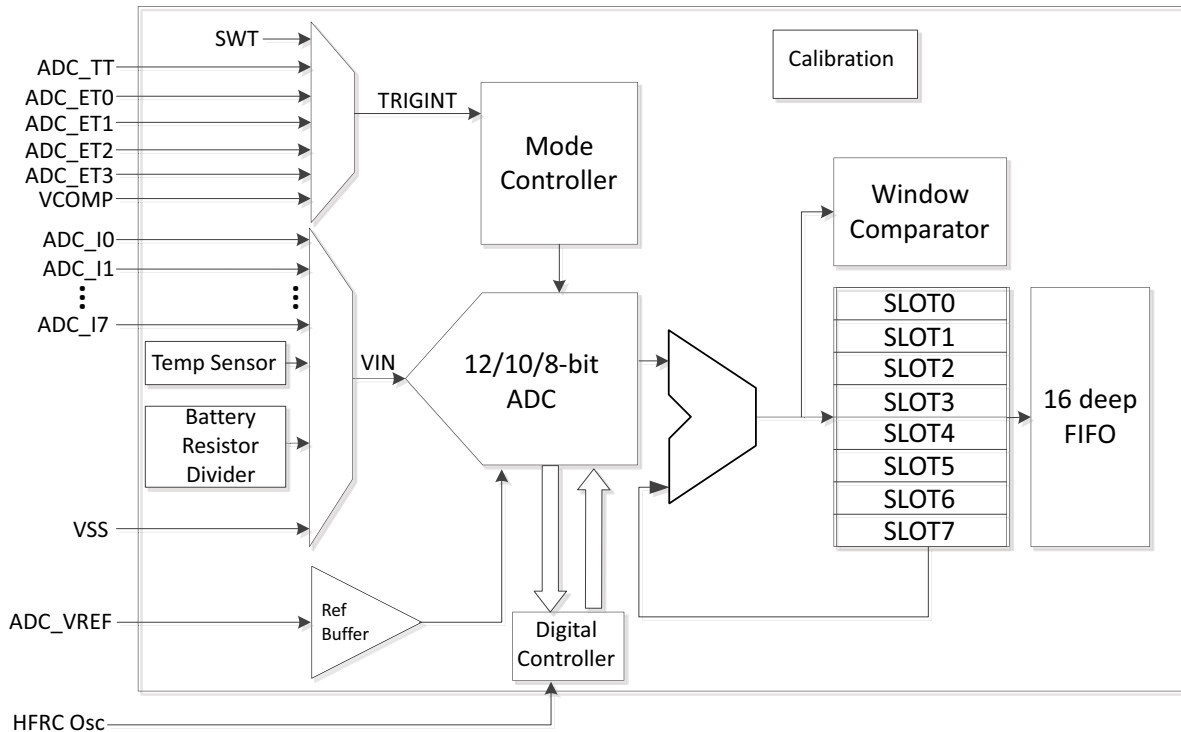 SWT
ADC_TT
ADC_ET0
ADC_ET1
ADC_ET2
ADC_ET3
VCOMP
TRIGINT
Mode
Controller
Calibration
Window
Comparator
ADC_I0
ADC_I1
ADC_I7
Temp Sensor
Battery
Resistor
Divider
VSS
VIN
12/10/8-bit
ADC
SLOT0
SLOT1
SLOT2
SLOT3
SLOT4
SLOT5
SLOT6
SLOT7
16 deep
FIFO
ADC_VREF
Ref
Buffer
Digital
Controller
HFRC Osc